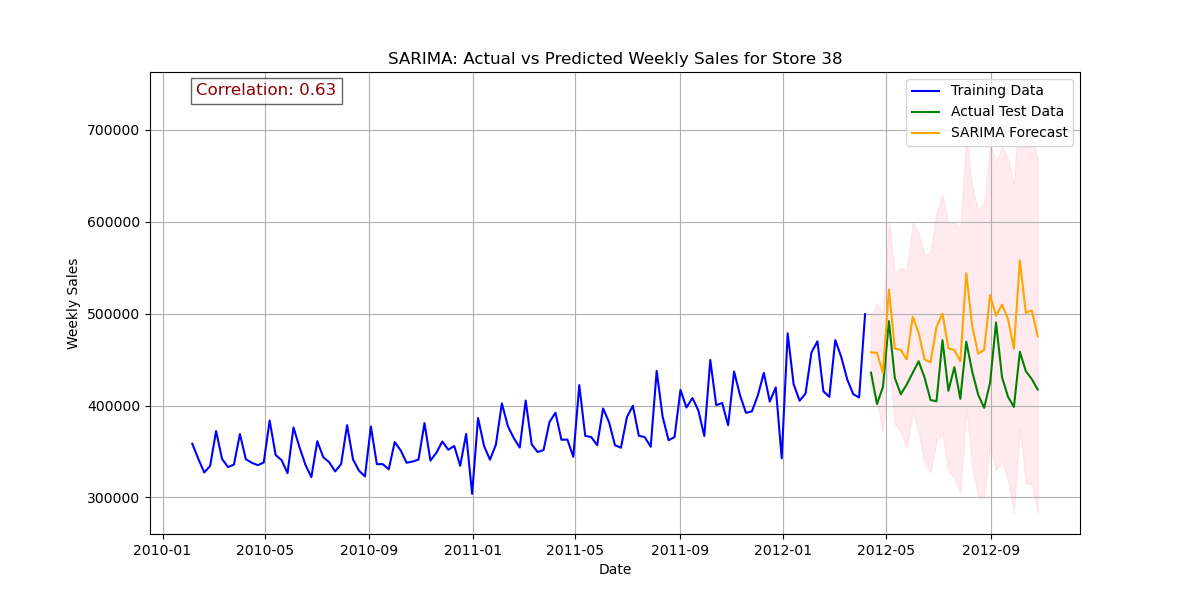 SARIMA: Actual vs Predicted Weekly Sales for Store 38
Correlation: 0.63
Training Data
Actual Test Data
SARIMA Forecast
700000
600000
500000
400000
300000
Weekly Sales
2010-01 2010-05 2010-09 2011-01 2011-05 2011-09 2012-01 2012-05 2012-09
Date